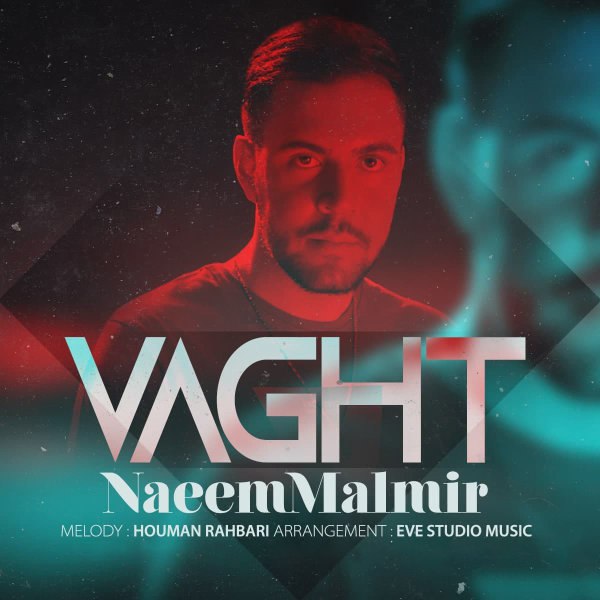 VAGHT
NaeemMalmir
MELODY : HOUMAN RAHBARI ARRANGEMENT : EVE STUDIO MUSIC